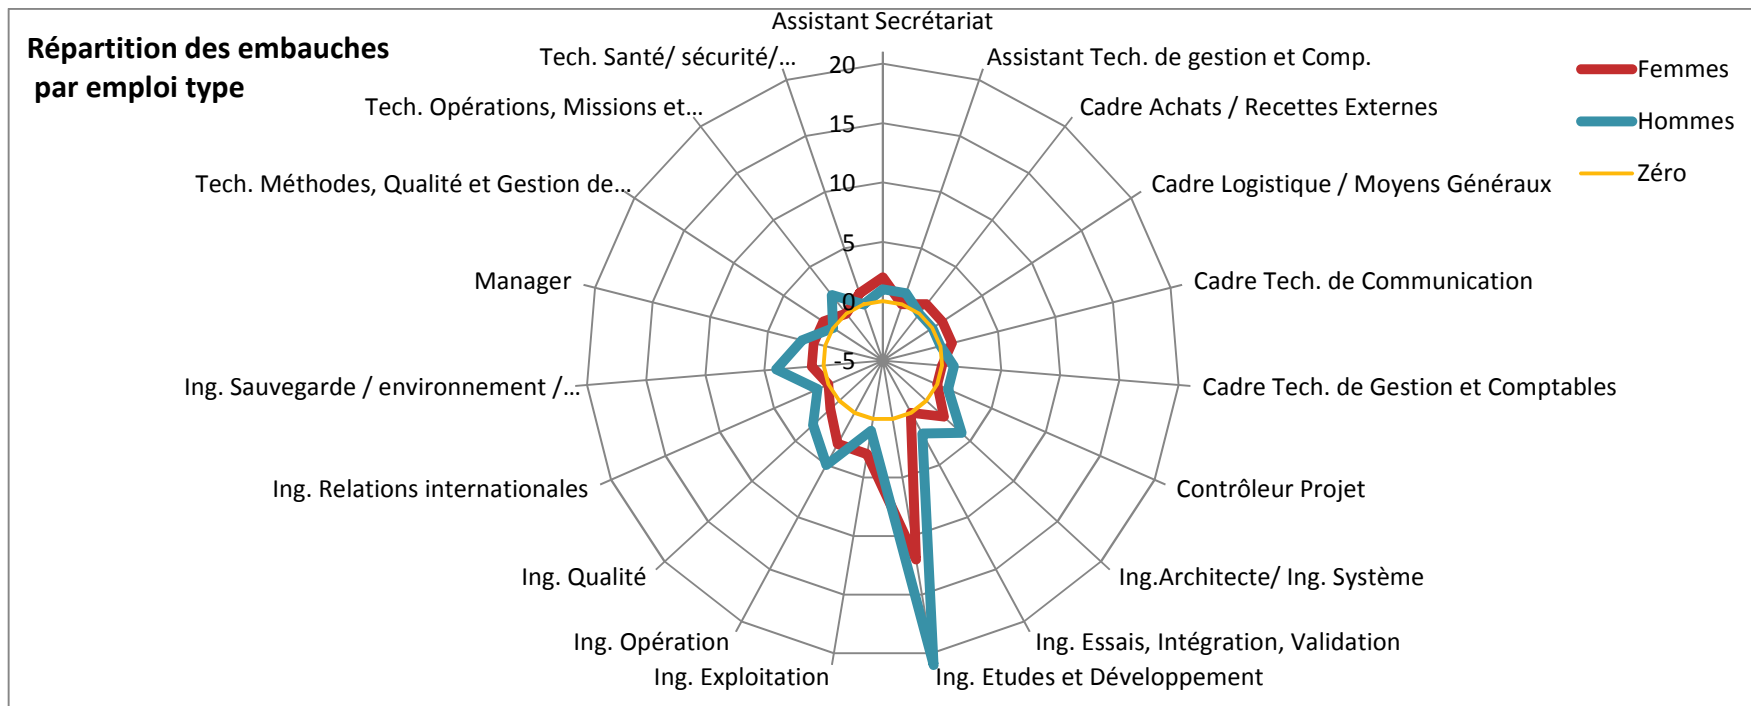 Répartition des embauches
par emploi type
Assistant Secrétariat
Tech. Santé/ sécurité/...
Assistant Tech. de gestion et Comp.
Tech. Opérations, Missions et...
Cadre Achats / Recettes Externes
Tech. Méthodes, Qualité et Gestion de...
Cadre Logistique / Moyens Généraux
Manager
Cadre Tech. de Communication
Ing. Sauvegarde / environnement /...
Cadre Tech. de Gestion et Comptables
Ing. Relations internationales
Contrôleur Projet
Ing. Qualité
Ing.Architecte/ Ing. Système
Ing. Opération
Ing. Essais, Intégration, Validation
Ing. Exploitation
Ing. Etudes et Développement
20
15
10
5
0
-5
Femmes
Hommes
Zéro